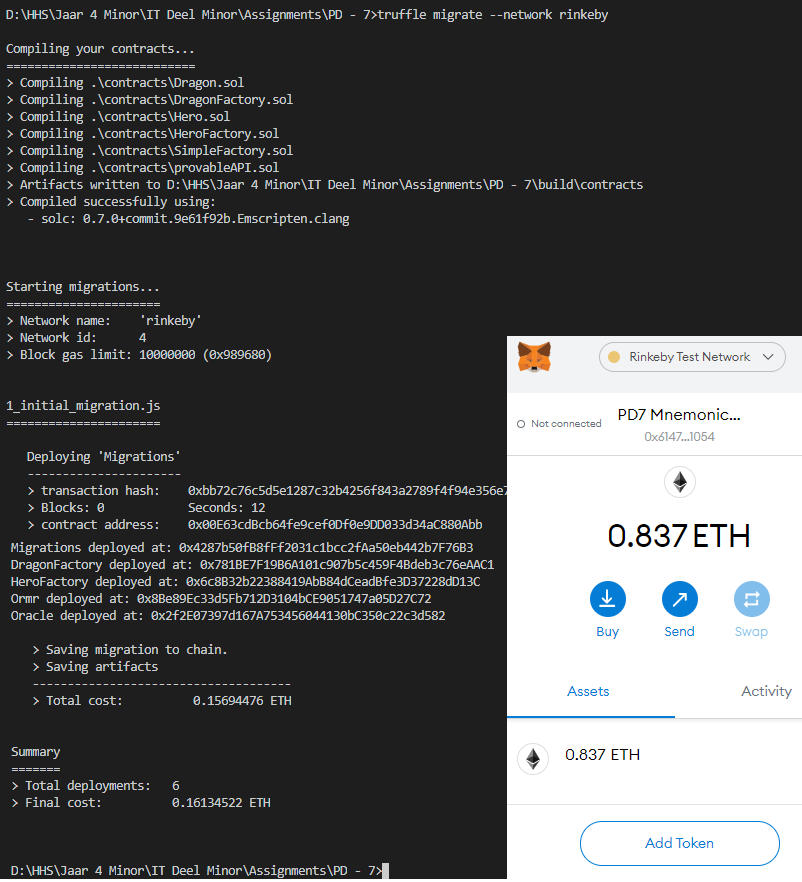 D:\HHS\Jaar 4 Minor\IT Deel Minor\Assignments\PD - 7>truffle migrate --network rinkeby
Compiling your contracts...
===========================
> Compiling .\contracts\Dragon.sol
> Compiling .\contracts\DragonFactory.sol
> Compiling .\contracts\Hero.sol
> Compiling .\contracts\HeroFactory.sol
> Compiling .\contracts\SimpleFactory.sol
> Compiling .\contracts\provableAPI.sol
> Artifacts written to D:\HHS\Jaar 4 Minor\IT Deel Minor\Assignments\PD - 7\build\contracts
> Compiled successfully using:
- solc: 0.7.0+commit.9e61f92b.Emscripten.clang
Starting migrations...
======================
> Network name: 'rinkeby'
> Network id: 4
> Block gas limit: 10000000 (0x989680)
1_initial_migration.js
======================
Deploying 'Migrations'
----------------------
> transaction hash: 0xbb72c76c5d5e1287c32b4256f843a2789f4f94e356e7
> Blocks: 0 Seconds: 12
> contract address: 0x00E63cdBcb64fe9cef0Df0e9DD033d34aC880Abb
Migrations deployed at: 0x4287b50fB8fFf2031c1bcc2fAa50eb442b7F76B3
DragonFactory deployed at: 0x781BE7F19B6A101c907b5c459F4Bdeb3c76eAAC1
HeroFactory deployed at: 0x6c8B32b22388419AbB84dCeadBfe3D37228dD13C
Ormr deployed at: 0x8Be89Ec33d5Fb712D3104bCE9051747a05D27C72
Oracle deployed at: 0x2f2E07397d167A753456044130bC350c22c3d582
> Saving migration to chain.
> Saving artifacts
-------------------------------------
> Total cost: 0.15694476 ETH
Summary
=======
> Total deployments: 6
> Final cost: 0.16134522 ETH
D:\HHS\Jaar 4 Minor\IT Deel Minor\Assignments\PD - 7>
Rinkeby Test Network
Not connected
PD7 Mnemonic...
0x6147...1054
0.837 ETH
Buy Send Swap
Assets Activity
0.837 ETH
Add Token